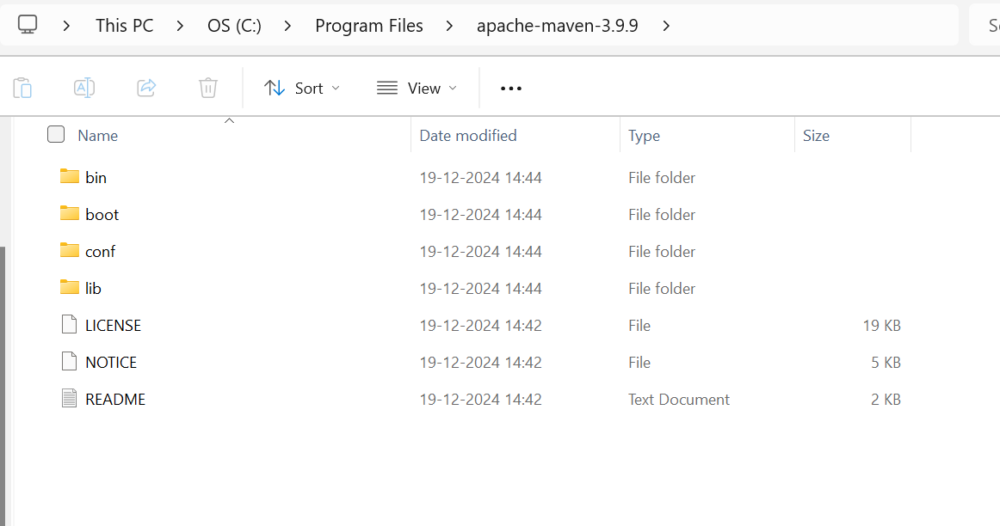 This PC > OS (C:) > Program Files > apache-maven-3.9.9 >
Sort View •••
Name Date modified Type Size
bin 19-12-2024 14:44 File folder
boot 19-12-2024 14:44 File folder
conf 19-12-2024 14:44 File folder
lib 19-12-2024 14:44 File folder
LICENSE 19-12-2024 14:42 File 19 KB
NOTICE 19-12-2024 14:42 File 5 KB
README 19-12-2024 14:42 Text Document 2 KB